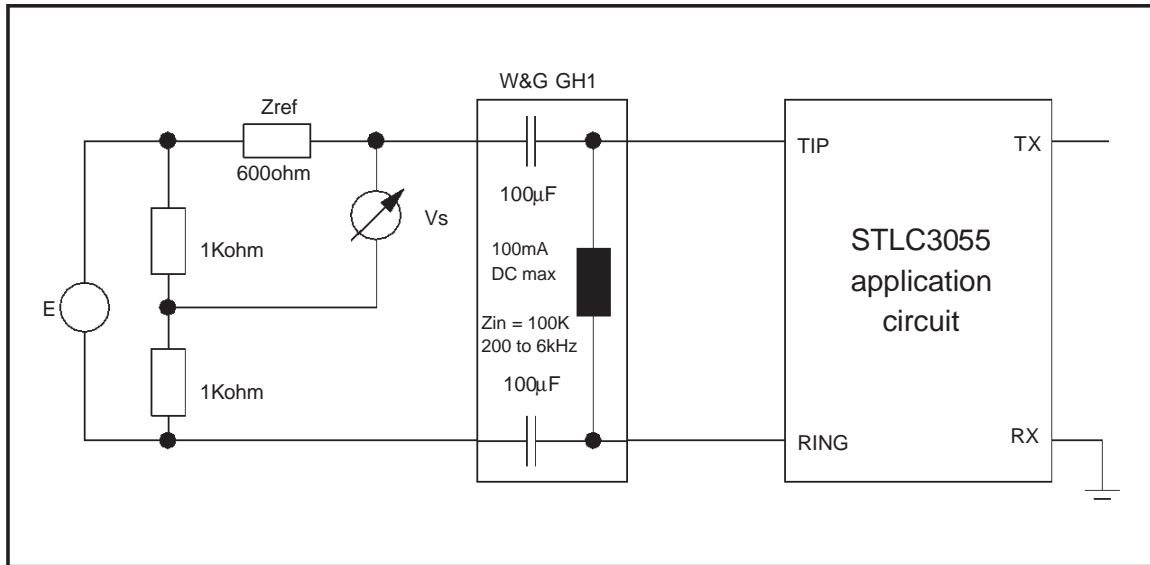 W&G GH1
Zref
600ohm
TIP
TX
100μF
Vs
1Kohm
100mA
DC max
STLC3055
application
circuit
E
Zin = 100K
200 to 6kHz
100μF
1Kohm
RING
RX